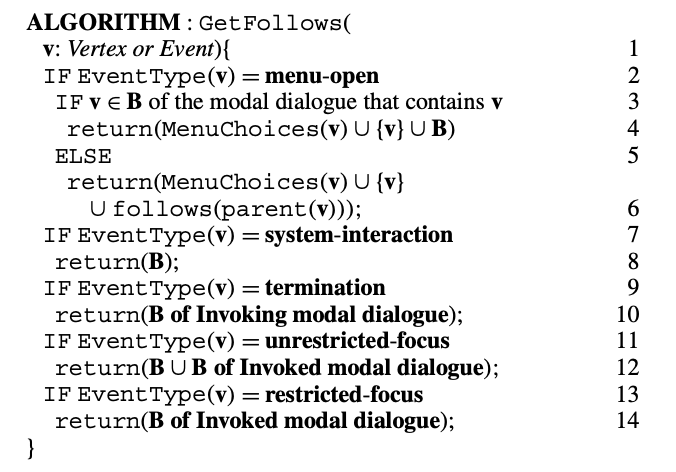 ALGORITHM : GetFollows(
v: Vertex or Event){ 1
IF EventType(v) = menu-open 2
IF v ∈ B of the modal dialogue that contains v 3
return(MenuChoices(v) ∪ {v} ∪ B) 4
ELSE 5
return(MenuChoices(v) ∪ {v}
∪ follows(parent(v))); 6
IF EventType(v) = system-interaction 7
return(B); 8
IF EventType(v) = termination 9
return(B of Invoking modal dialogue); 10
IF EventType(v) = unrestricted-focus 11
return(B ∪ B of Invoked modal dialogue); 12
IF EventType(v) = restricted-focus 13
return(B of Invoked modal dialogue); 14
}